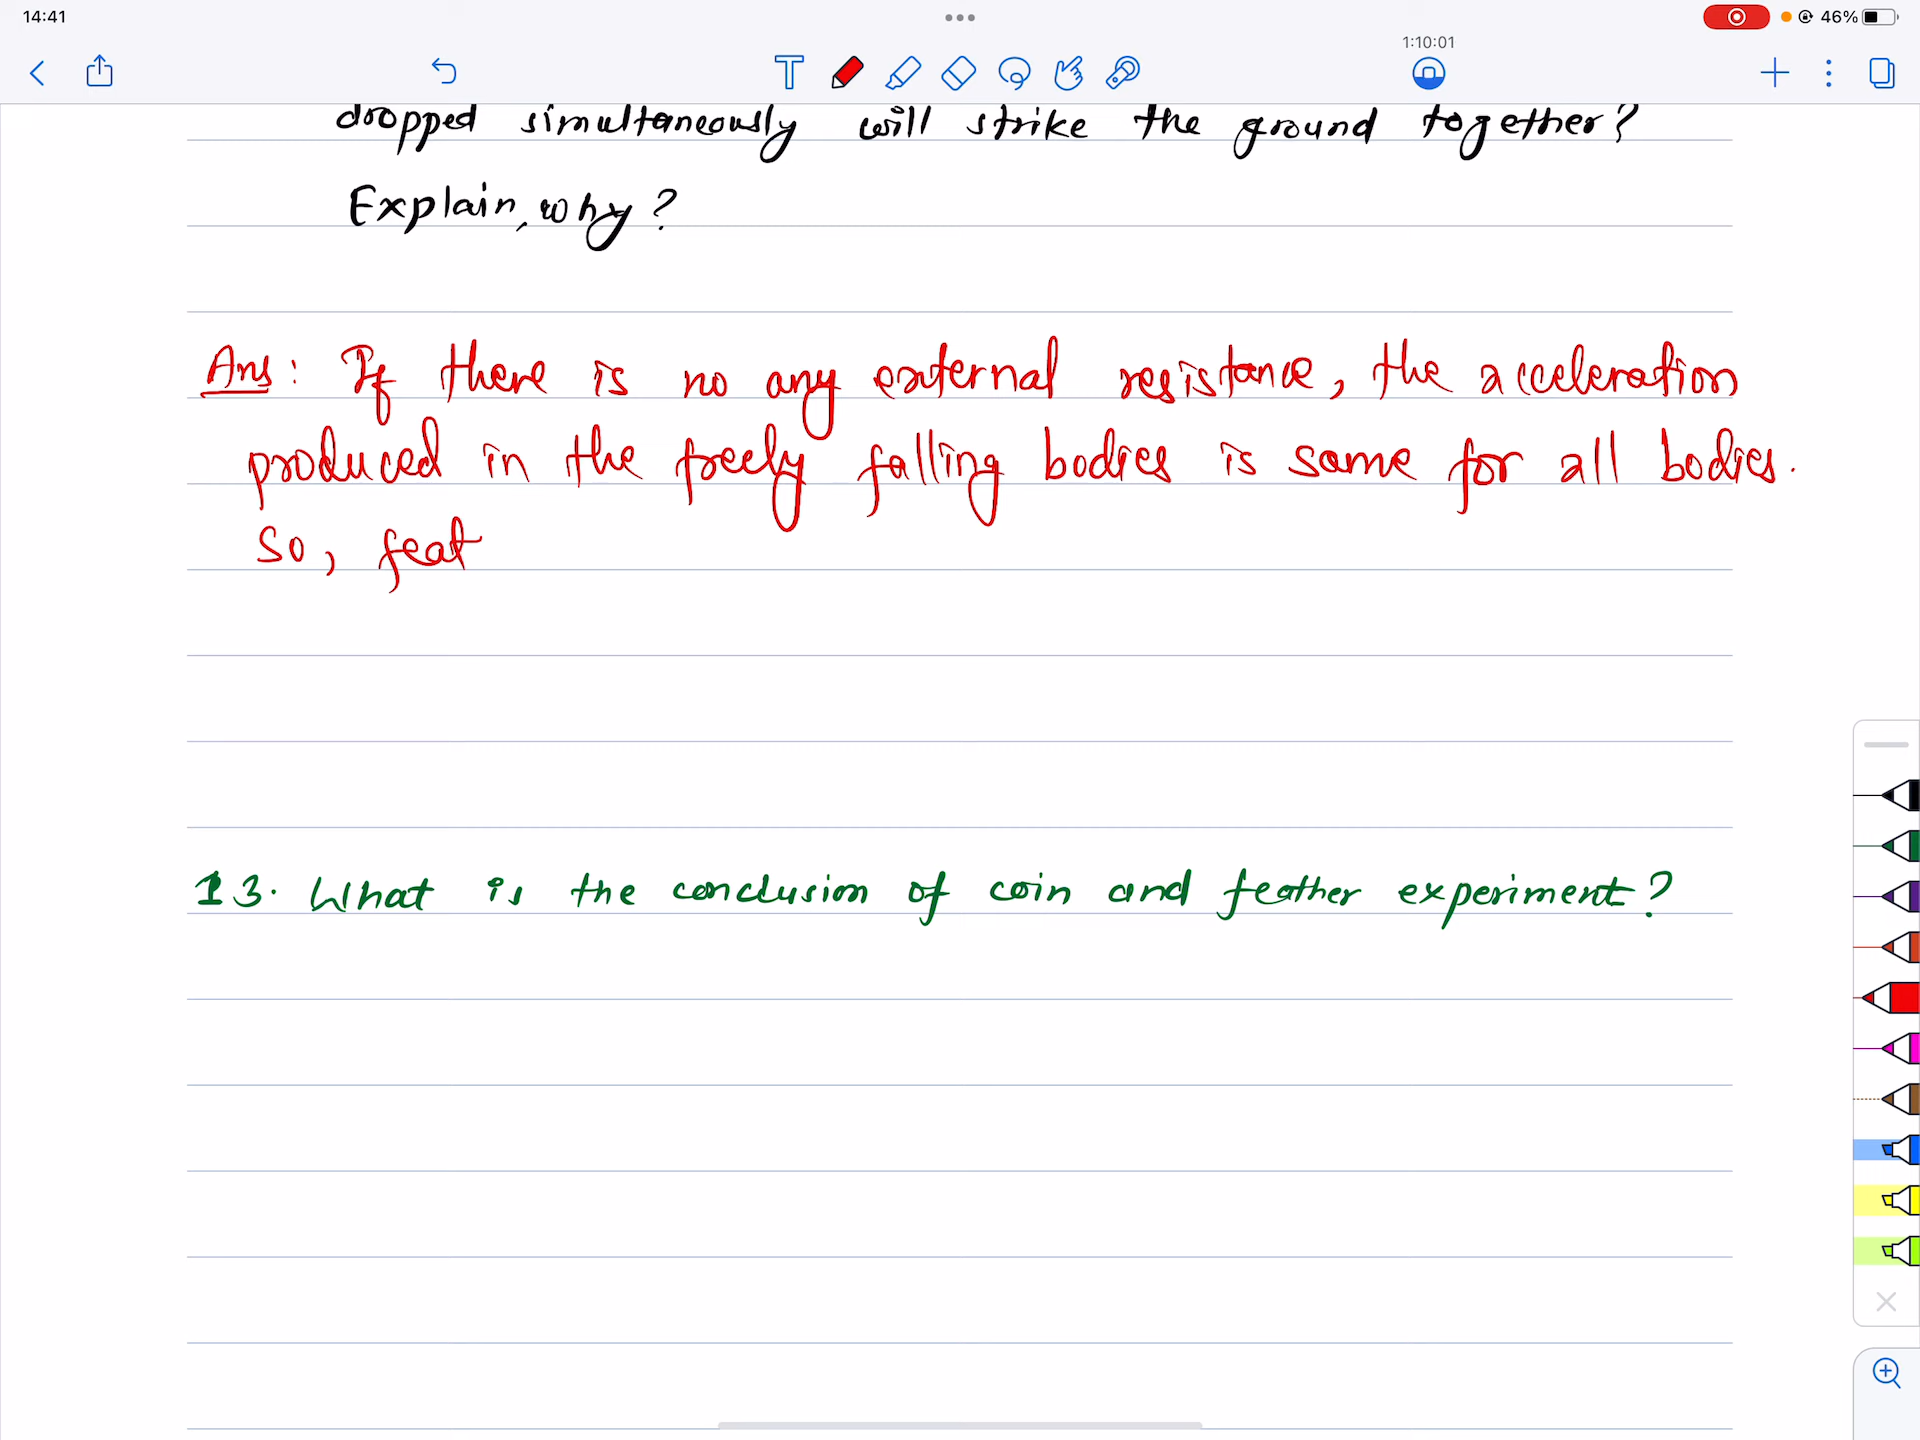 14:41
46%
1:10:01
dropped simultaneously will strike the ground together?
Explain, why?
Ans: If there is no any external resistance, the acceleration
produced in the freely falling bodies is same for all bodies.
So, feat
13. What is the conclusion of coin and feather experiment?